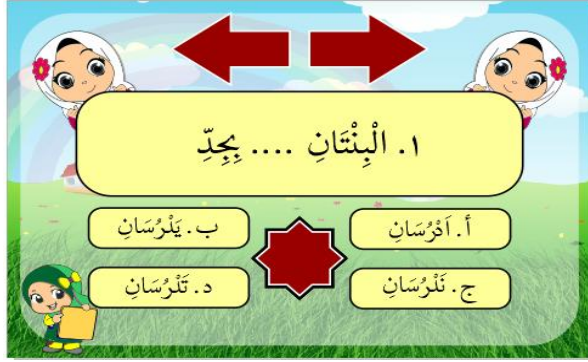 ١. الْبِنْتَانِ .... بِجِدِّ
أ. اَدْرُسَانِ
ب. يَدْرُسَانِ
ج. نَدْرُسَانِ
د. تَدْرُسَانِ